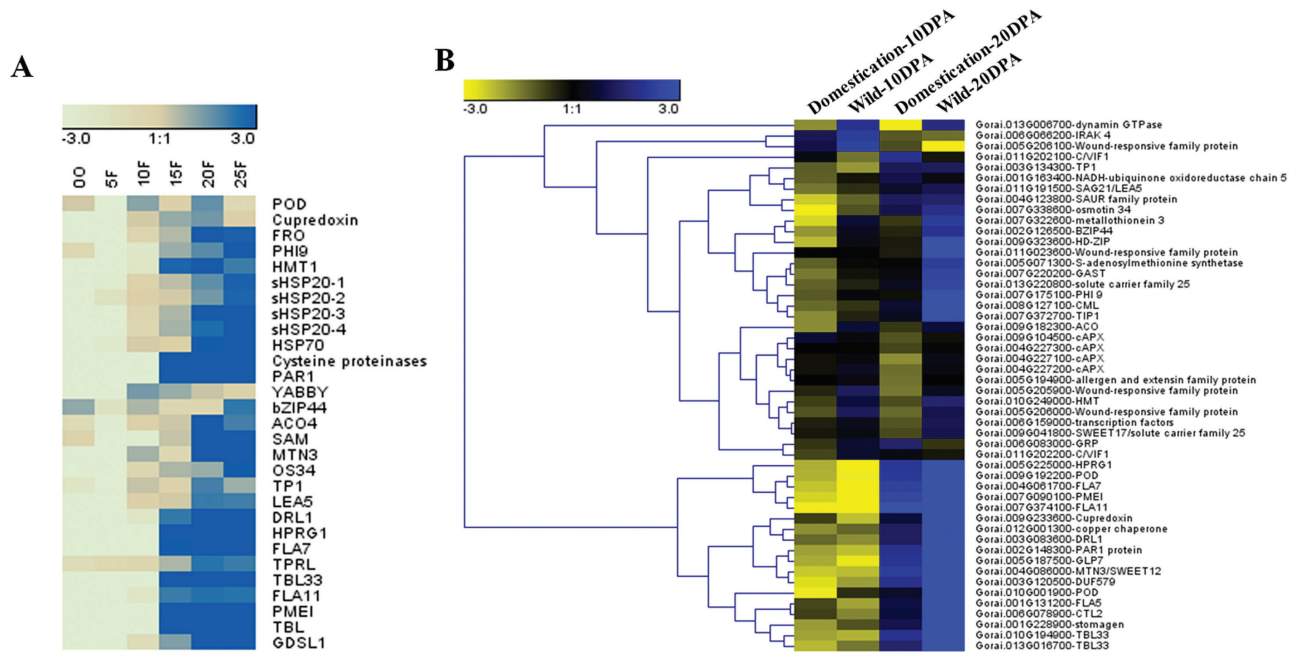 A
-3.0 1:1 3.0
00 5F 10F 15F 20F 25F
POD
Cupredoxin
FRO
PHI9
HMT1
sHSP20-1
sHSP20-2
sHSP20-3
sHSP20-4
HSP70
Cysteine proteinases
PAR1
YABBY
bZIP44
ACO4
SAM
MTN3
OS34
TP1
LEA5
DRL1
HPRG1
FLA7
TPRL
TBL33
FLA11
PMEI
TBL
GDSL1
B
-3.0 1:1 3.0
Domestication-10DPA
Wild-10DPA
Domestication-20DPA
Wild-20DPA
Gorai.013G006700-dynamin GTPase
Gorai.006G066200-IRAK 4
Gorai.005G206100-Wound-responsive family protein
Gorai.011G202100-C/VIF1
Gorai.003G134300-TP1
Gorai.001G163400-NADH-ubiquinone oxidoreductase chain 5
Gorai.011G191500-SAG21/LEA5
Gorai.004G123800-SAUR family protein
Gorai.007G338600-osmotin 34
Gorai.007G322600-metallothionein 3
Gorai.002G126500-BZIP44
Gorai.009G323600-HD-ZIP
Gorai.011G023600-Wound-responsive family protein
Gorai.005G071300-S-adenosylmethionine synthetase
Gorai.007G220200-GAST
Gorai.013G220800-solute carrier family 25
Gorai.007G175100-PHI 9
Gorai.008G127100-CML
Gorai.007G372700-TIP1
Gorai.009G182300-ACO
Gorai.009G104500-cAPX
Gorai.004G227300-cAPX
Gorai.004G227100-cAPX
Gorai.004G227200-cAPX
Gorai.005G194900-allergen and extensin family protein
Gorai.005G205900-Wound-responsive family protein
Gorai.010G249000-HMT
Gorai.005G206000-Wound-responsive family protein
Gorai.006G159000-transcription factors
Gorai.009G041800-SWEET17/solute carrier family 25
Gorai.006G083000-GRP
Gorai.011G202200-C/VIF1
Gorai.005G225000-HPRG1
Gorai.009G192200-POD
Gorai.004G061700-FLA7
Gorai.007G090100-PMEI
Gorai.007G374100-FLA11
Gorai.009G233600-Cupredoxin
Gorai.012G001300-copper chaperone
Gorai.003G083600-DRL1
Gorai.002G148300-PAR1 protein
Gorai.005G187500-GLP7
Gorai.004G086000-MTN3/SWEET12
Gorai.003G120500-DUF579
Gorai.010G001900-POD
Gorai.001G131200-FLA5
Gorai.006G078900-CTL2
Gorai.001G228900-stomagen
Gorai.010G194900-TBL33
Gorai.013G016700-TBL33